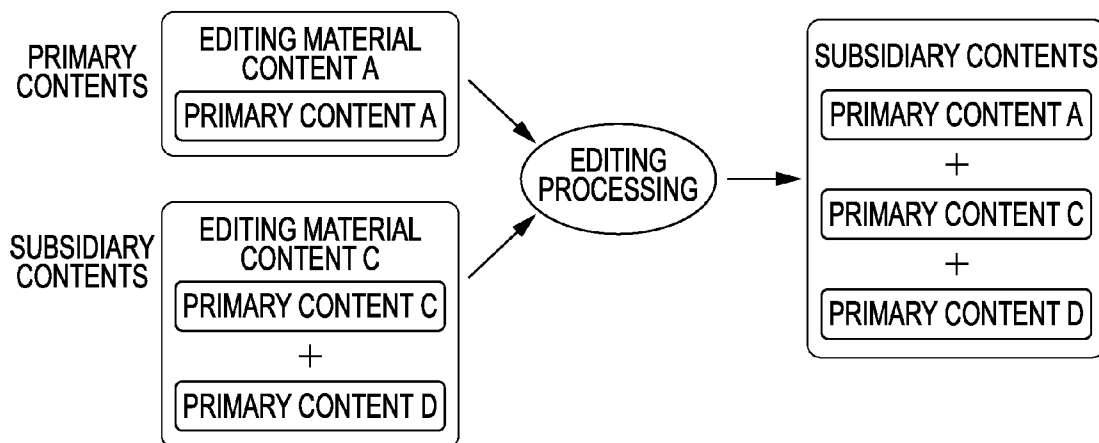 PRIMARY
CONTENTS
EDITING MATERIAL
CONTENT A
PRIMARY CONTENT A
SUBSIDIARY
CONTENTS
EDITING MATERIAL
CONTENT C
PRIMARY CONTENT C
+
PRIMARY CONTENT D
EDITING
PROCESSING
SUBSIDIARY CONTENTS
PRIMARY CONTENT A
+
PRIMARY CONTENT C
+
PRIMARY CONTENT D